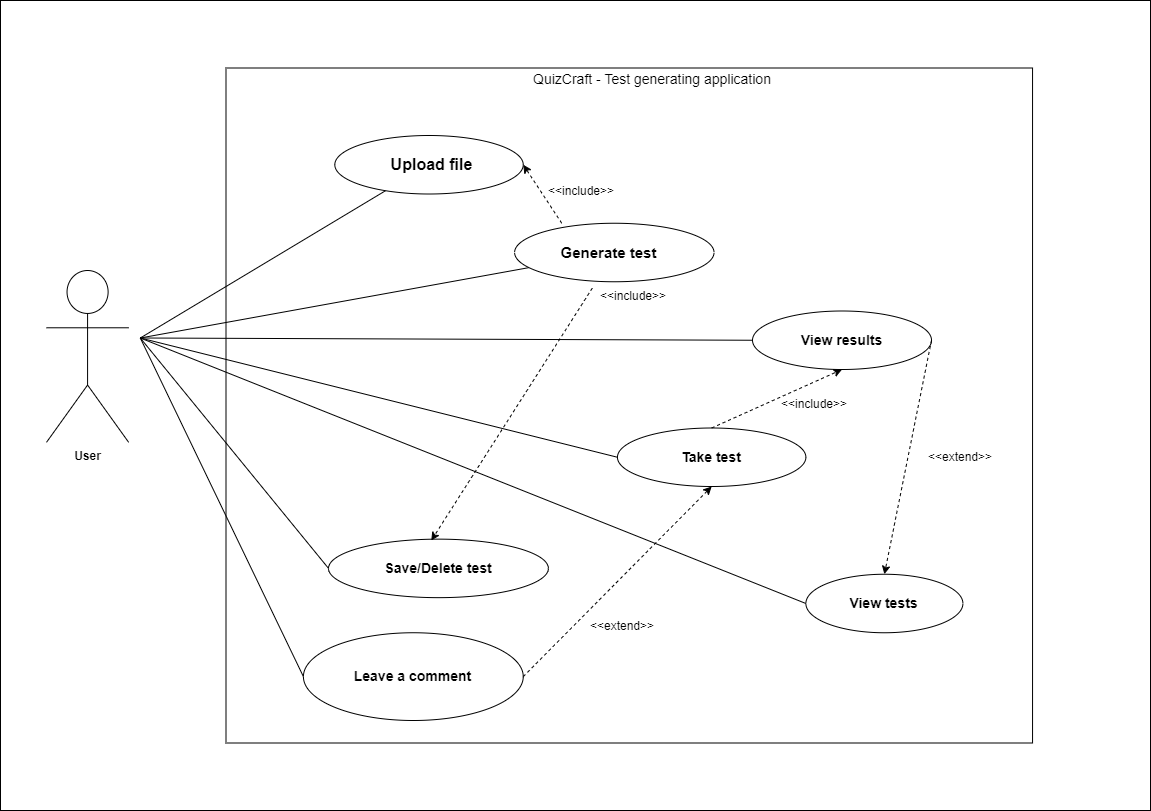 QuizCraft - Test generating application
Upload file
<<include>>
Generate test
<<include>>
View results
<<include>>
User
Take test
<<extend>>
Save/Delete test
View tests
<<extend>>
Leave a comment